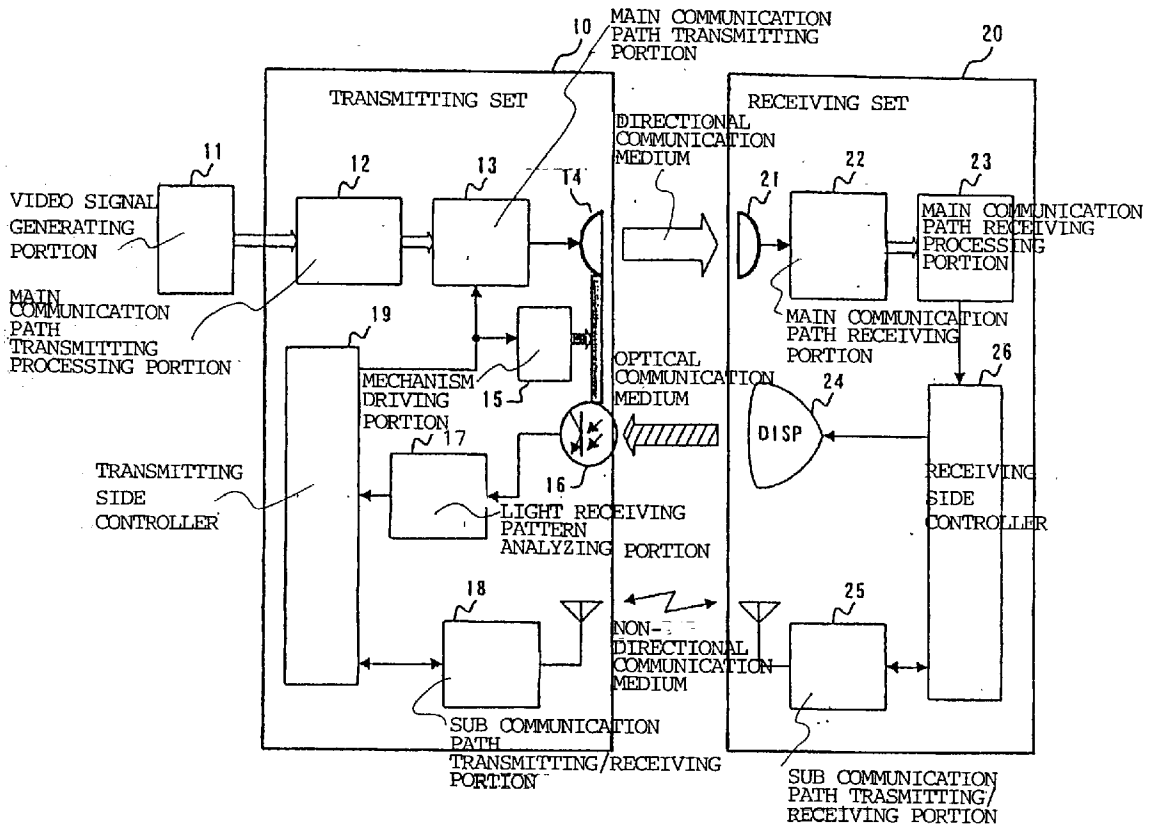 MAIN COMMUNICATION
PATH TRANSMITTING
PORTION
10
20
TRANSMITTING SET
RECEIVING SET
DIRECTIONAL
COMMUNICATION
MEDIUM
11
12
13
14
21
22
23
VIDEO SIGNAL
GENERATING
PORTION
MAIN COMMUNICATION
PATH RECEIVING
PROCESSING
PORTION
MAIN
COMMUNICATION
PATH
TRANSMITTING
PROCESSING PORTION
MAIN COMMUNICATION
PATH RECEIVING
PORTION
19
MECHANISM
DRIVING
PORTION
15
OPTICAL
COMMUNICATION
MEDIUM
24
26
DISP
17
16
TRANSMITTING
SIDE
CONTROLLER
RECEIVING
SIDE
CONTROLLER
LIGHT RECEIVING
PATTERN
ANALYZING PORTION
18
25
NON-
DIRECTIONAL
COMMUNICATION
MEDIUM
SUB COMMUNICATION
PATH
TRANSMITTING/RECEIVING
PORTION
SUB COMMUNICATION
PATH TRASMITTING/
RECEIVING PORTION